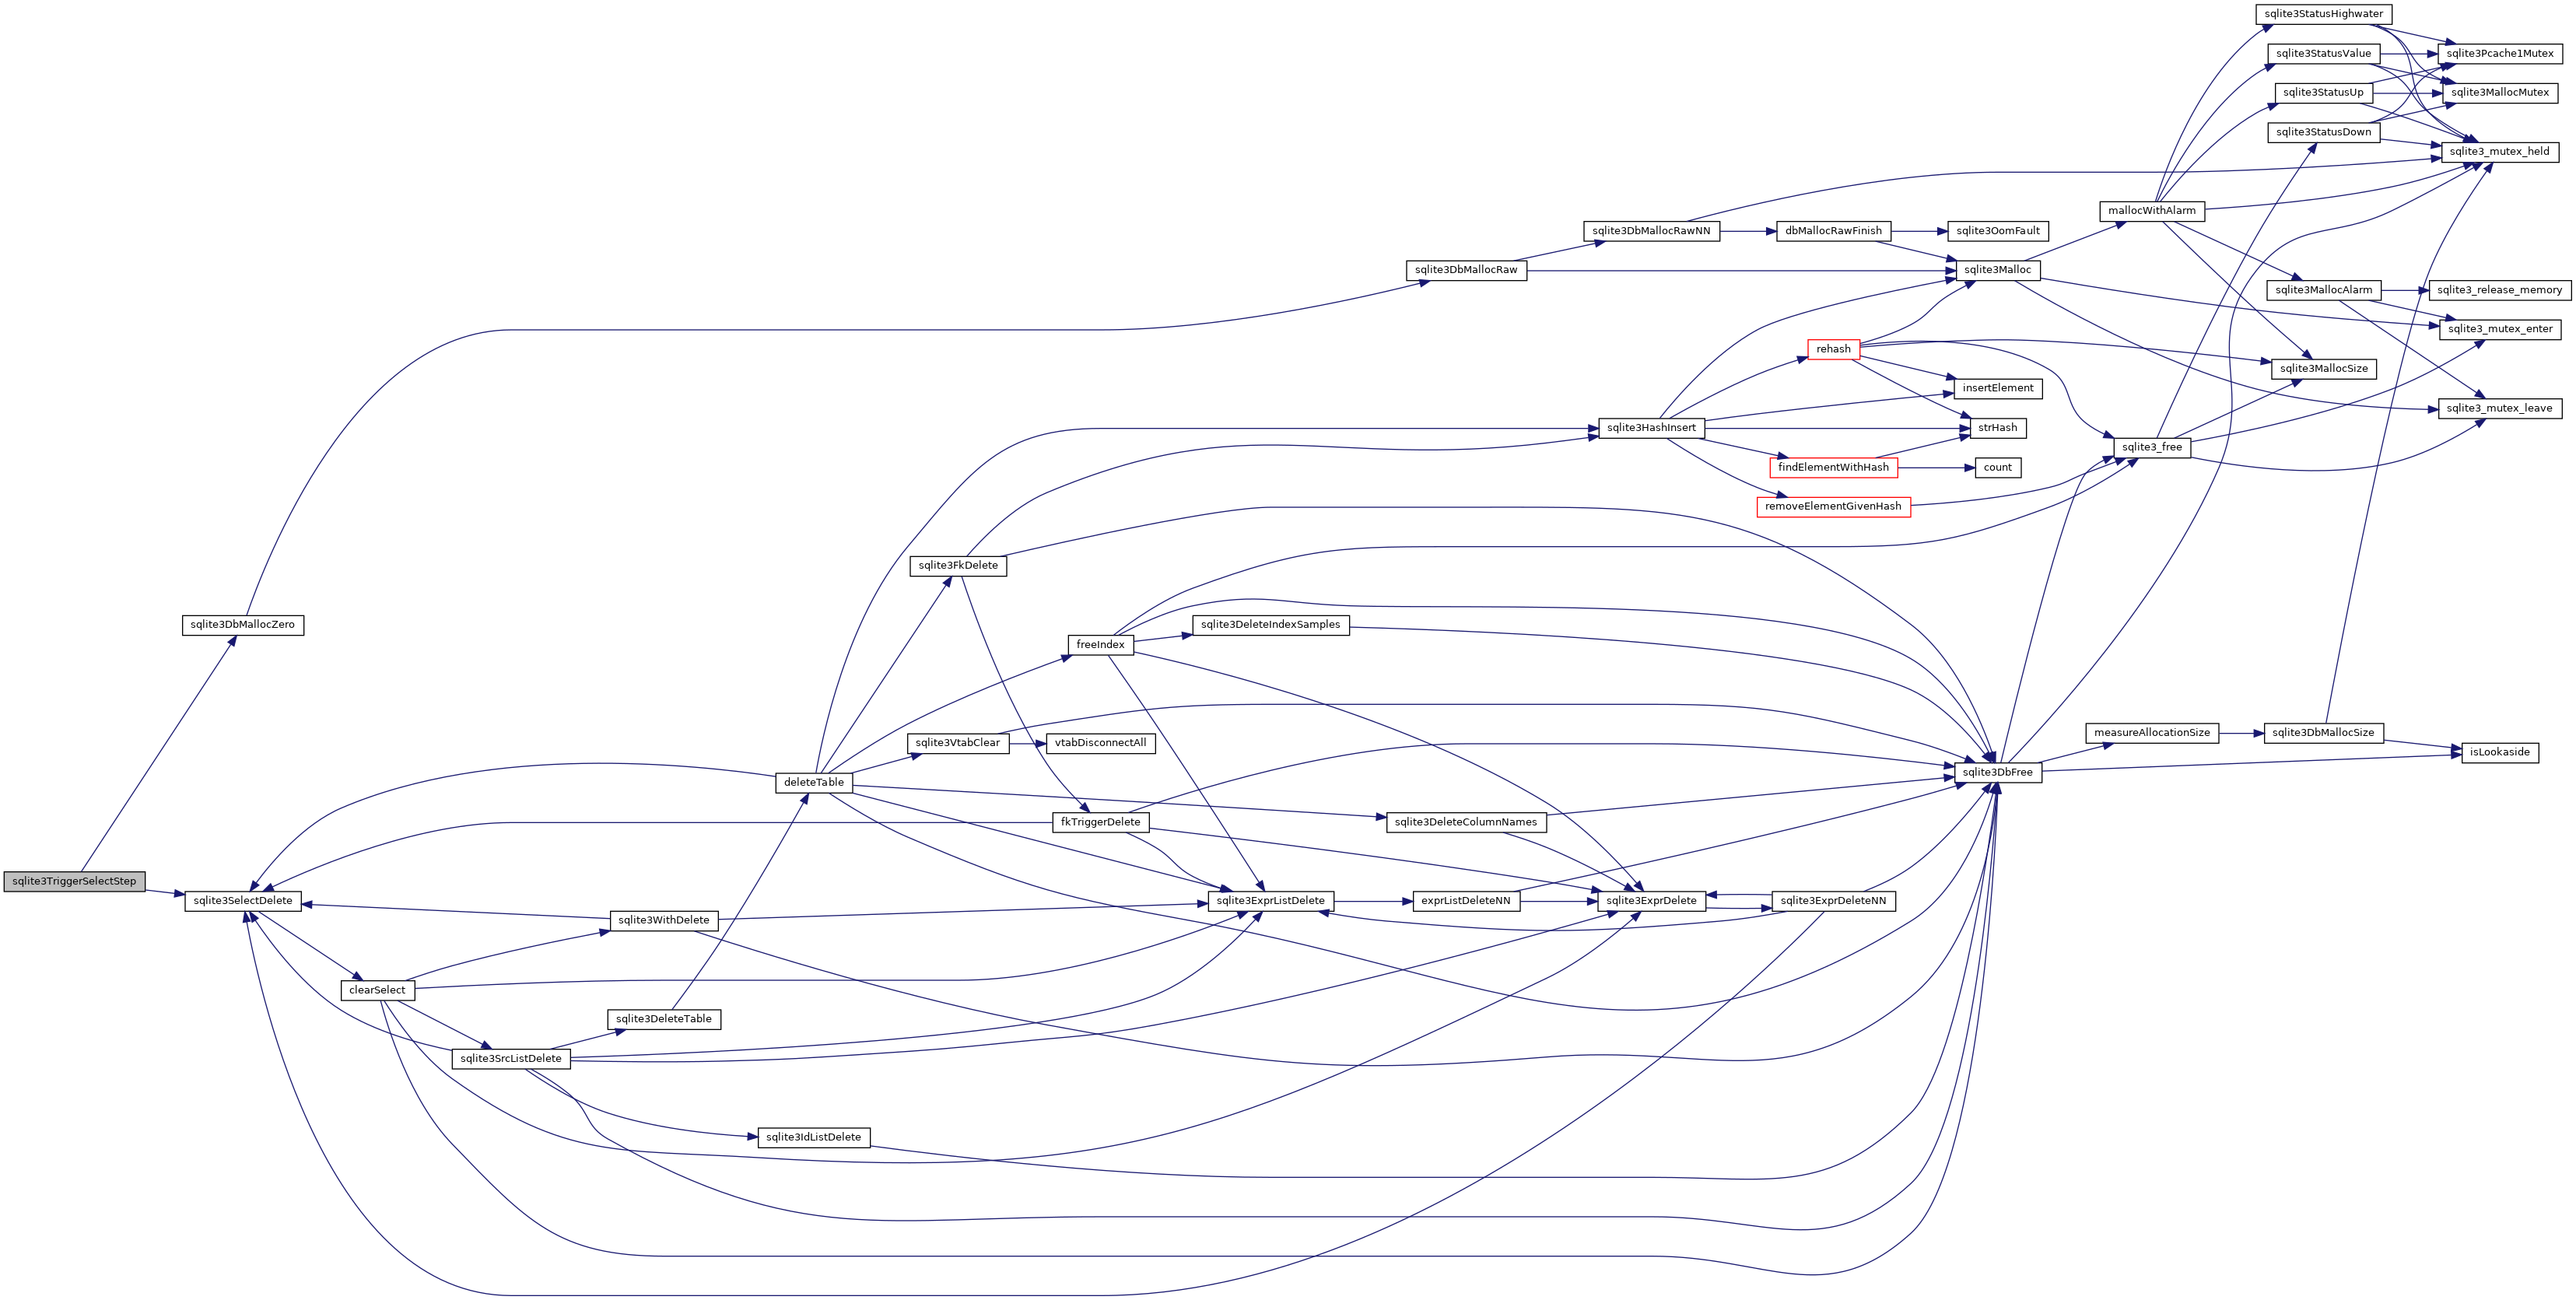 sqlite3StatusHighwater
sqlite3StatusValue
sqlite3Pcache1Mutex
sqlite3StatusUp
sqlite3MallocMutex
sqlite3StatusDown
sqlite3_mutex_held
mallocWithAlarm
sqlite3DbMallocRawNN
dbMallocRawFinish
sqlite3OomFault
sqlite3DbMallocRaw
sqlite3Malloc
sqlite3MallocAlarm
sqlite3_release_memory
sqlite3_mutex_enter
rehash
sqlite3MallocSize
insertElement
sqlite3_mutex_leave
sqlite3HashInsert
strHash
sqlite3_free
findElementWithHash
count
removeElementGivenHash
sqlite3FkDelete
sqlite3DbMallocZero
sqlite3DeleteIndexSamples
freeIndex
sqlite3VtabClear
vtabDisconnectAll
measureAllocationSize
sqlite3DbMallocSize
isLookaside
deleteTable
sqlite3DbFree
fkTriggerDelete
sqlite3DeleteColumnNames
sqlite3TriggerSelectStep
sqlite3SelectDelete
sqlite3ExprListDelete
exprListDeleteNN
sqlite3ExprDelete
sqlite3ExprDeleteNN
sqlite3WithDelete
clearSelect
sqlite3DeleteTable
sqlite3SrcListDelete
sqlite3IdListDelete